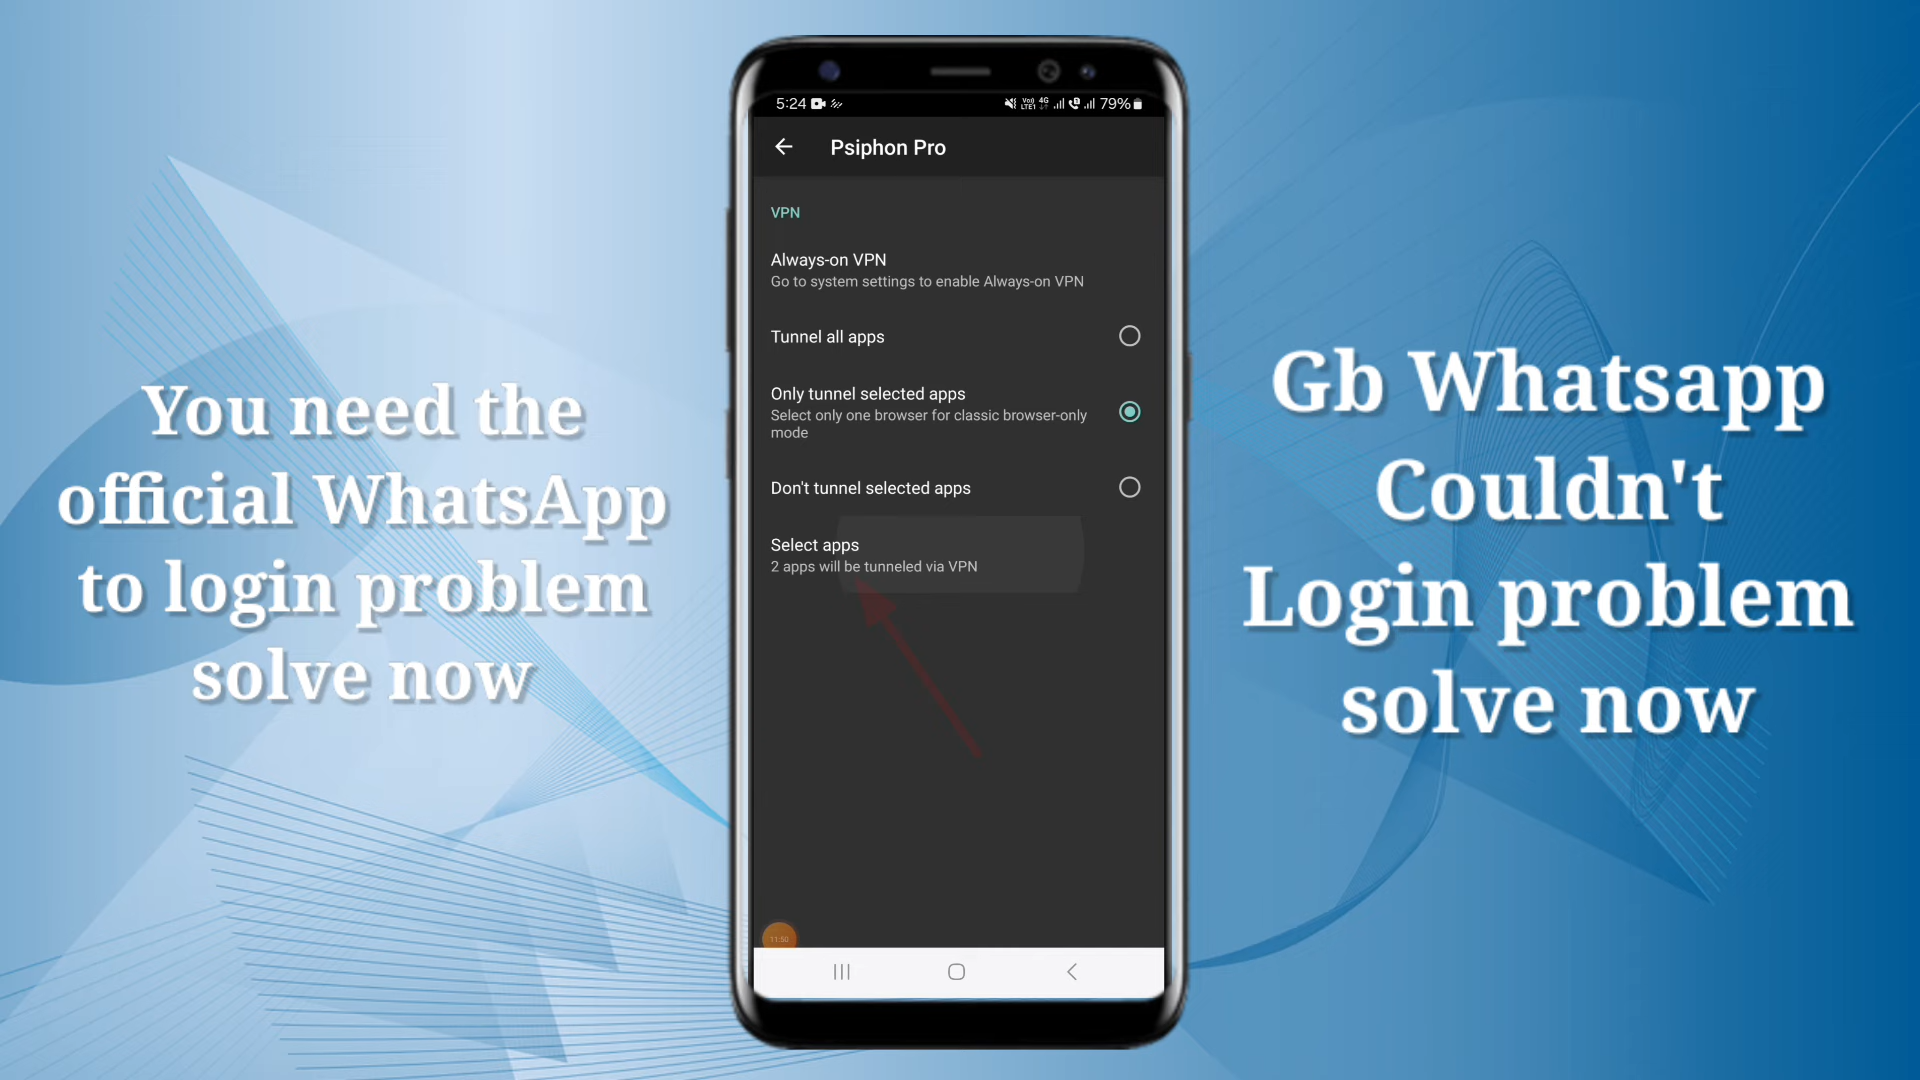 You need the
official WhatsApp
to login problem
solve now
5:24
79%
Psiphon Pro
VPN
Always-on VPN
Go to system settings to enable Always-on VPN
Tunnel all apps
Only tunnel selected apps
Select only one browser for classic browser-only
mode
Don't tunnel selected apps
Select apps
2 apps will be tunneled via VPN
11:50
Gb Whatsapp
Couldn't
Login problem
solve now